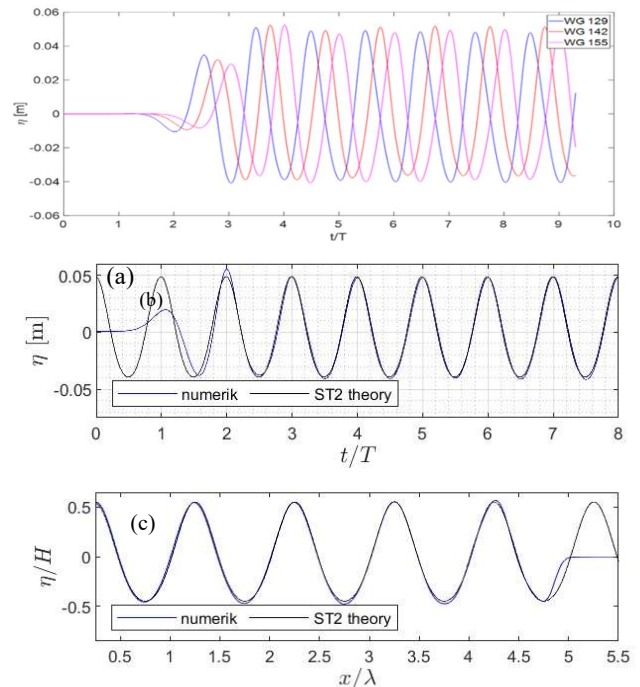 0.06
WG 129
WG 142
WG 155
0.04
0.02
0
-0.02
-0.04
-0.06
η [m]
0 1 2 3 4 5 6 7 8 9 10
t/T
(a)
(b)
0.05
0
-0.05
η [m]
numerik ST2 theory
0 1 2 3 4 5 6 7 8
t/T
(c)
0.5
0
-0.5
η/H
numerik ST2 theory
0.5 1 1.5 2 2.5 3 3.5 4 4.5 5 5.5
x/λ